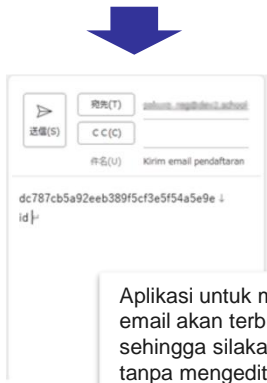 宛先(T)
送信(S)
CC(C)
件名(U) Kirim email pendaftaran
dc787cb5a92eeb389f5cf3e5f54a5e9e ↓
id ↵
Aplikasi untuk m
email akan terb
sehingga silaka
tanpa mengedit